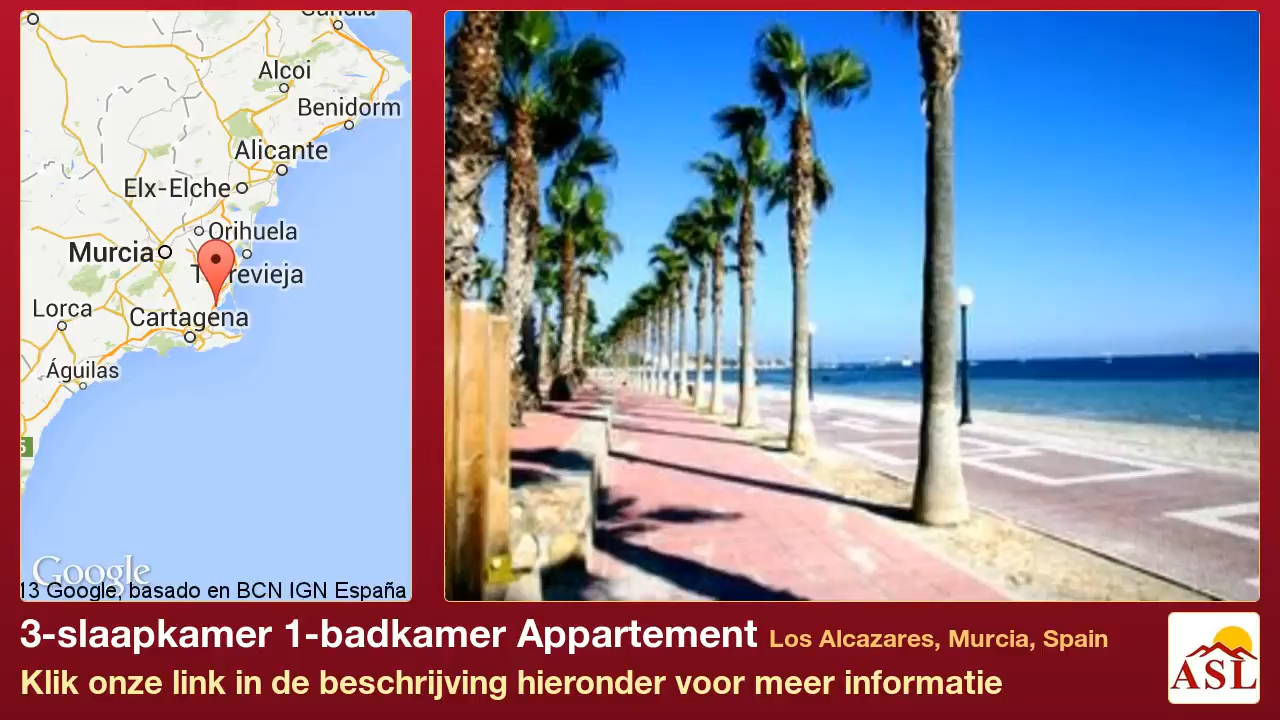 Alcoi
Benidorm
Alicante
Elx-Elche
Orihuela
Murcia
Lorca
Cartagena
Águilas
Google
13 Google, basado en BCN IGN España
3-slaapkamer 1-badkamer Appartement Los Alcazares, Murcia, Spain
Klik onze link in de beschrijving hieronder voor meer informatie
ASL